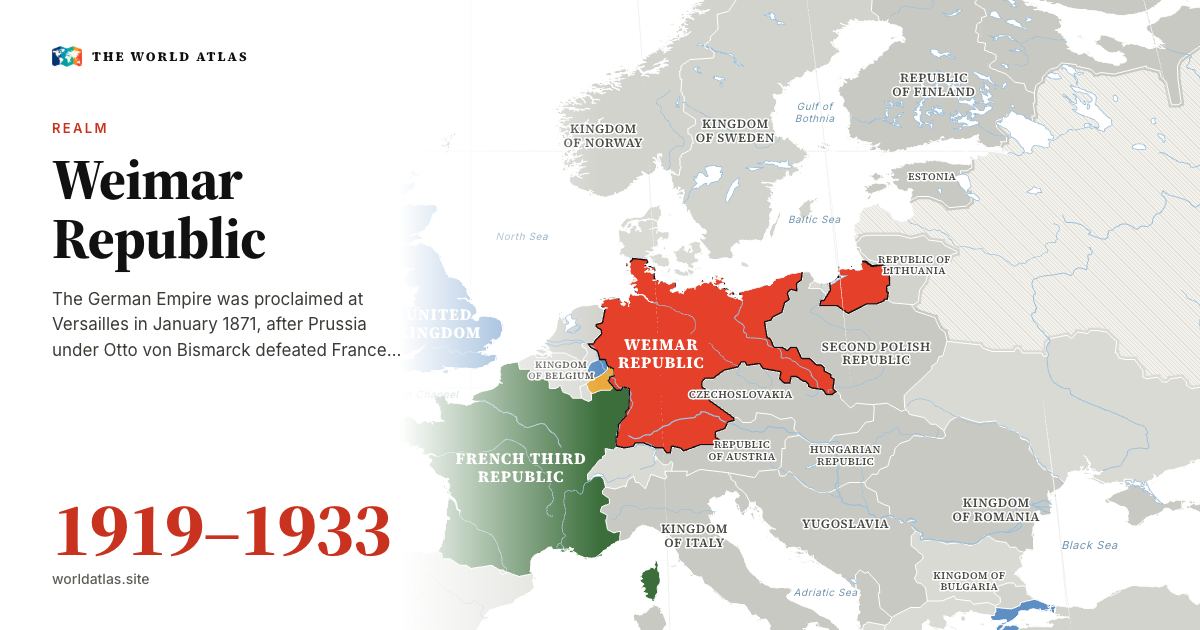 THE WORLD ATLAS
REALM
Weimar
Republic
The German Empire was proclaimed at
Versailles in January 1871, after Prussia
under Otto von Bismarck defeated France...
1919–1933
worldatlas.site
REPUBLIC
OF FINLAND
Gulf of
Bothnia
KINGDOM
OF NORWAY
KINGDOM
OF SWEDEN
ESTONIA
Baltic Sea
North Sea
REPUBLIC OF
LITHUANIA
UNITED
KINGDOM
WEIMAR
REPUBLIC
SECOND POLISH
REPUBLIC
KINGDOM
OF BELGIUM
Channel
CZECHOSLOVAKIA
REPUBLIC
OF AUSTRIA
HUNGARIAN
REPUBLIC
FRENCH THIRD
REPUBLIC
KINGDOM
OF ROMANIA
YUGOSLAVIA
KINGDOM
OF ITALY
Black Sea
KINGDOM OF
BULGARIA
Adriatic Sea